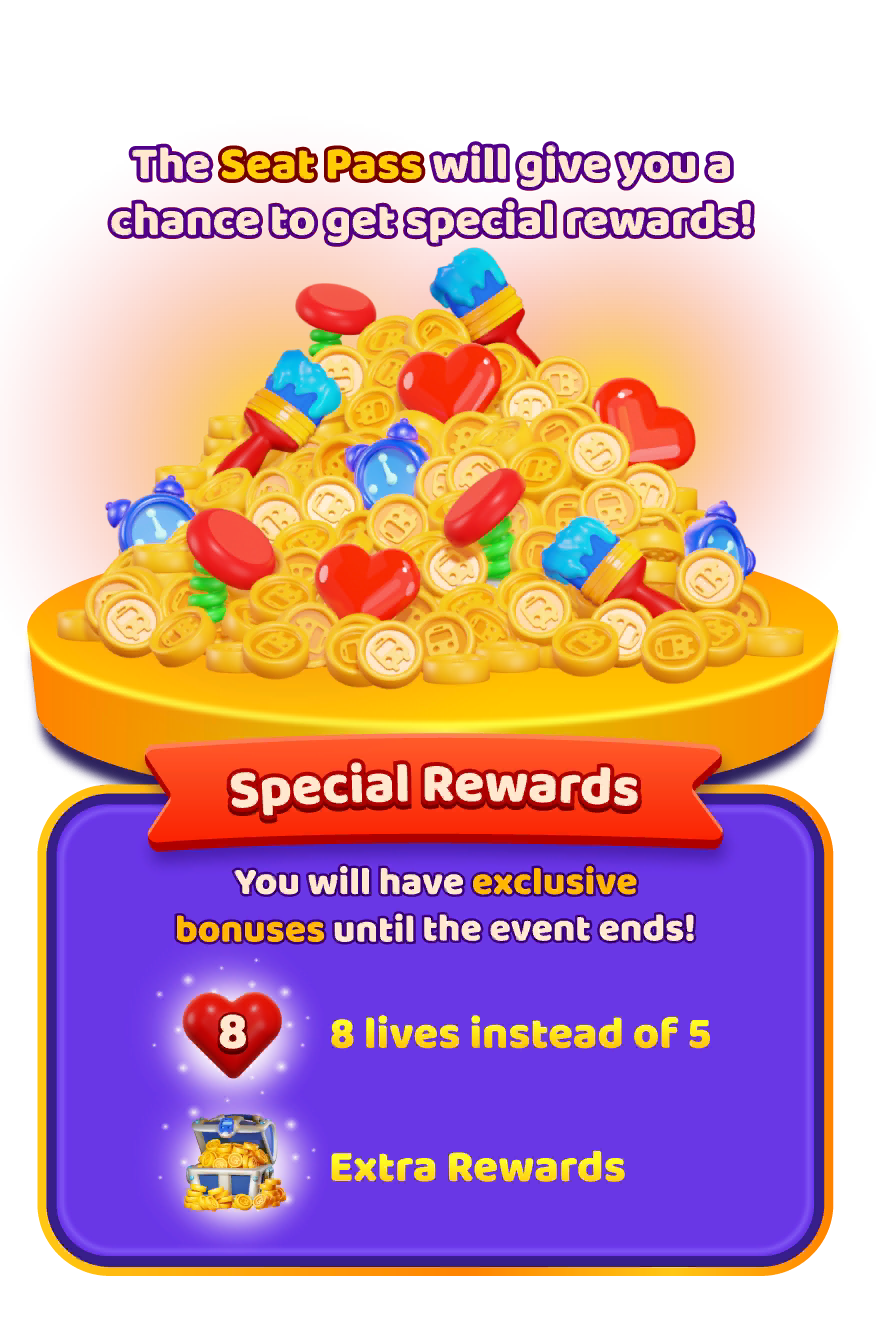 The Seat Pass will give you a
chance to get special rewards!
Special Rewards
You will have exclusive
bonuses until the event ends!
8
8 lives instead of 5
Extra Rewards